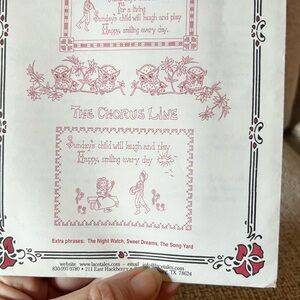 for a living
Sunday's child will laugh and play
Happy, smiling every day.
THE CHORUS LINE
Sunday's child will laugh and play
Happy, smiling every day
Extra phrases: The Night Watch, Sweet Dreams, The Song Yard
website www.lacetales.com • email
211 East Hackberry
TX 78624